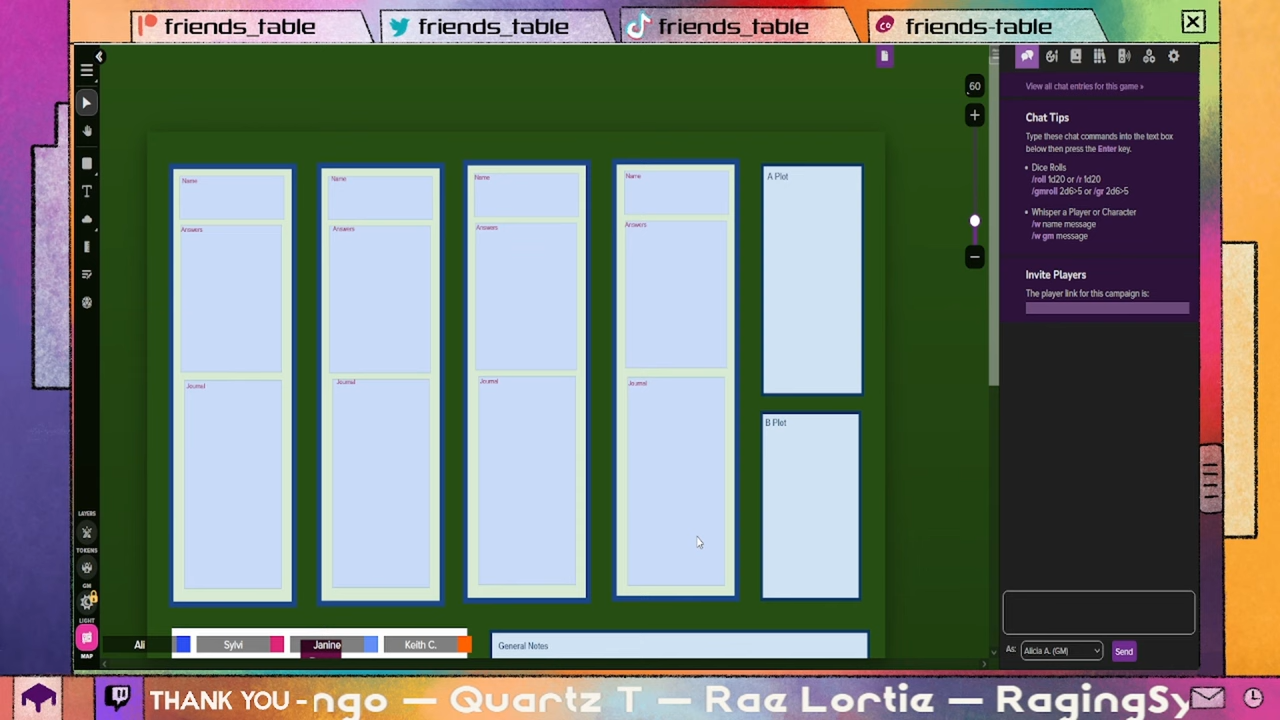 friends_table
friends_table
friends_table
friends-table
60
View all chat entries for this game »
Chat Tips
Type these chat commands into the text box
below then press the Enter key.
Dice Rolls
/roll 1d20 or /r 1d20
/gmroll 2d6>5 or /gr 2d6>5
Whisper a Player or Character
/w name message
/w gm message
Invite Players
The player link for this campaign is:
Name
Name
Name
Name
A Plot
Answers
Answers
Answers
Answers
Journal
Journal
Journal
Journal
B Plot
LAYERS
TOKENS
GM
LIGHT
MAP
Ali
Sylvi
Janine
Keith C.
General Notes
As:
Alicia A. (GM)
Send
THANK YOU -ngo — Quartz T — Rae Lortie — RagingSy